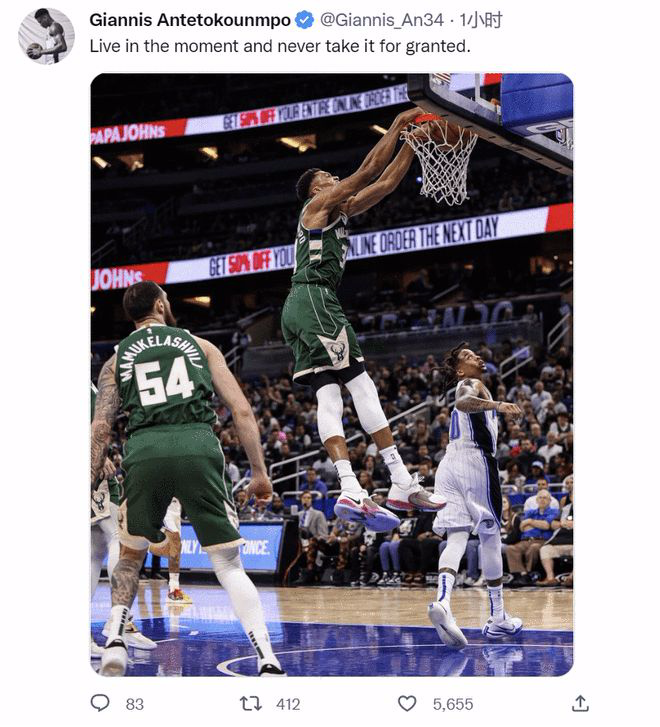 Giannis Antetokounmpo @Giannis_An34 · 1小时
Live in the moment and never take it for granted.
PAPA JOHNS GET 50% OFF YOUR ENTIRE ONLINE ORDER THE
JOHNS GET 50% OFF YOU NLINE ORDER THE NEXT DAY
MAMUKELASHVILI
54
ONCE.
83 412 5,655